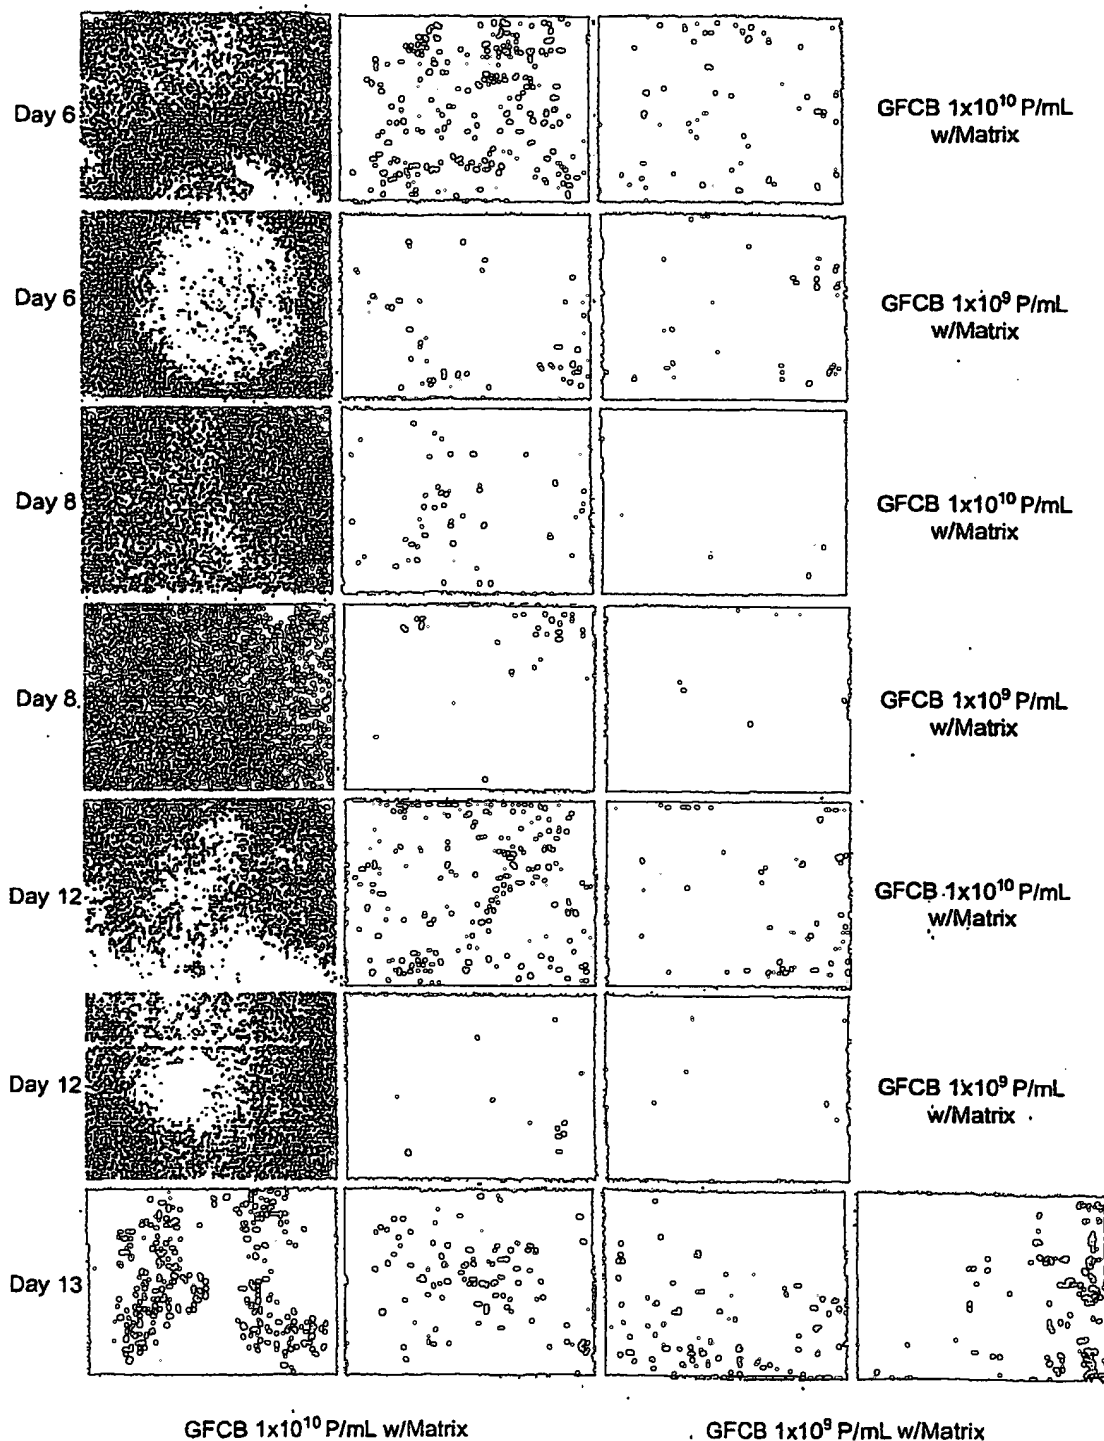 Day 6
GFCB 1x10¹⁰ P/mL
w/Matrix
Day 6
GFCB 1x10⁹ P/mL
w/Matrix
Day 8
GFCB 1x10¹⁰ P/mL
w/Matrix
Day 8
GFCB 1x10⁹ P/mL
w/Matrix
Day 12
GFCB 1x10¹⁰ P/mL
w/Matrix
Day 12
GFCB 1x10⁹ P/mL
w/Matrix
Day 13
GFCB 1x10¹⁰ P/mL w/Matrix
GFCB 1x10⁹ P/mL w/Matrix